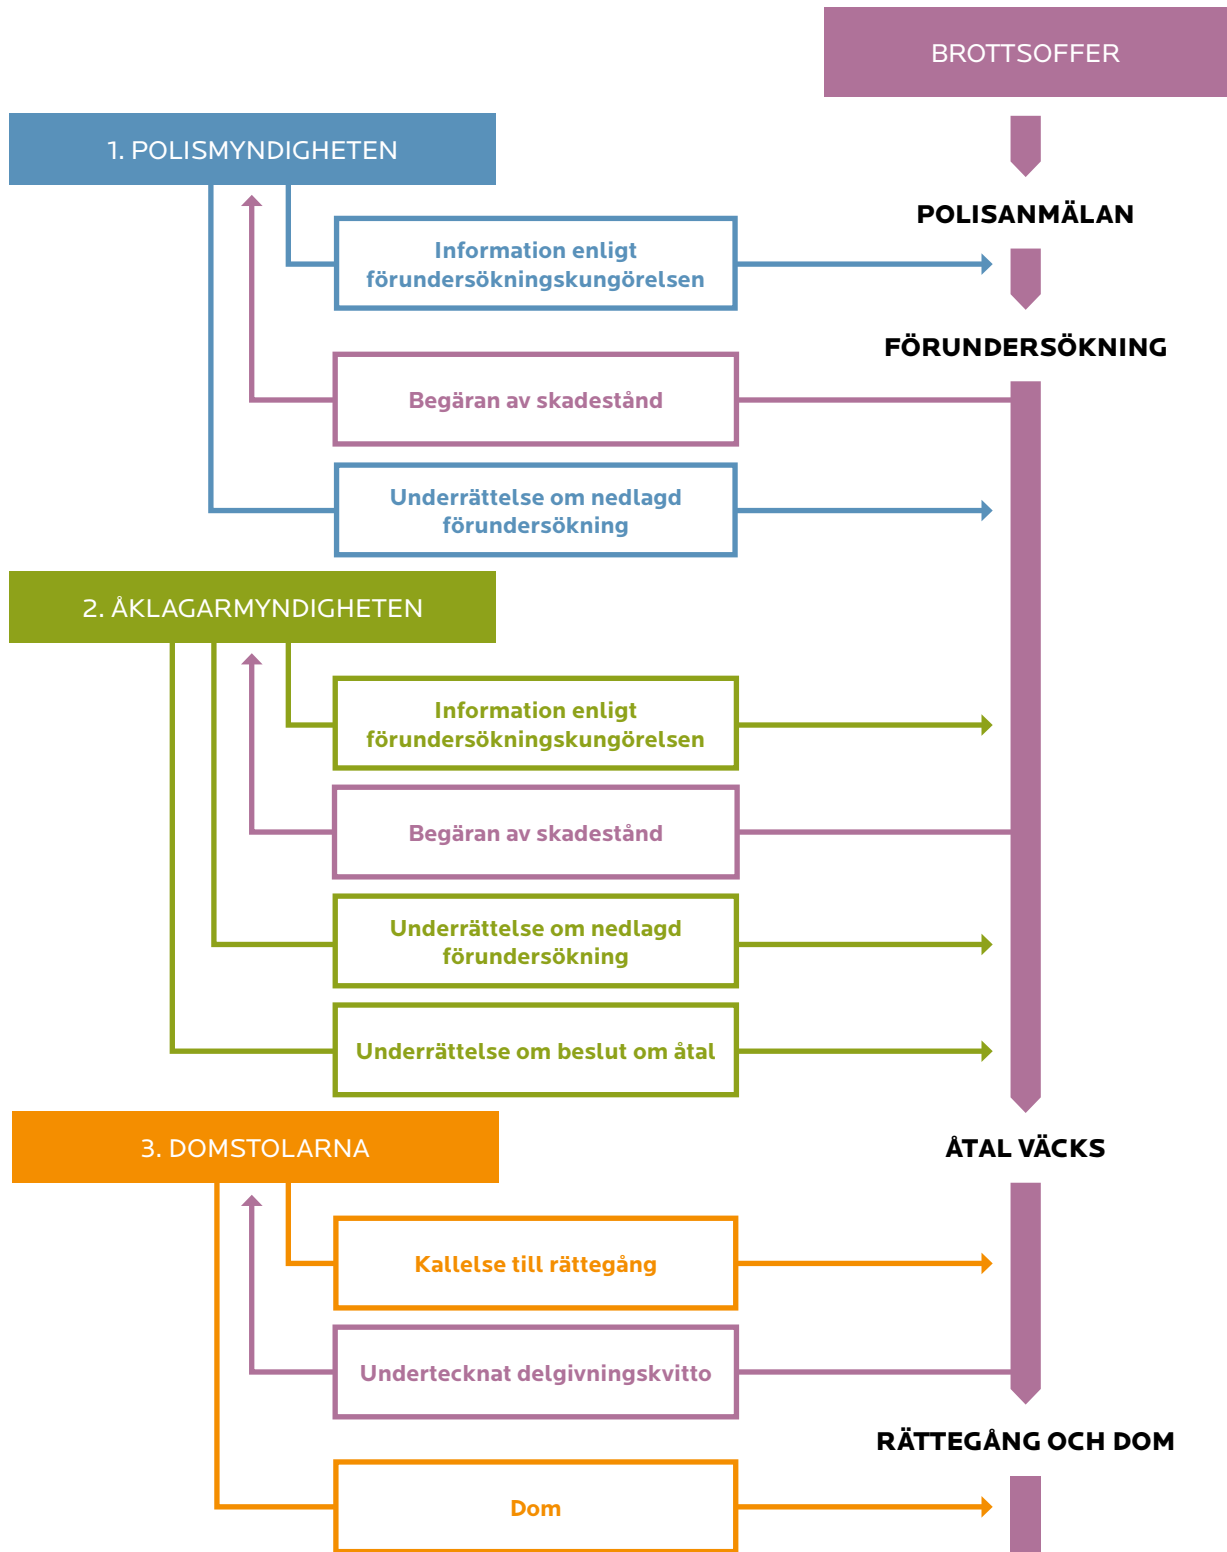 BROTTSOFFER
1. POLISMYNDIGHETEN
POLISANMÄLAN
Information enligt
förundersökningskungörelsen
FÖRUNDERSÖKNING
Begäran av skadestånd
Underrättelse om nedlagd
förundersökning
2. ÅKLAGARMYNDIGHETEN
Information enligt
förundersökningskungörelsen
Begäran av skadestånd
Underrättelse om nedlagd
förundersökning
Underrättelse om beslut om åtal
3. DOMSTOLARNA
ÅTAL VÄCKS
Kallelse till rättegång
Undertecknat delgivningskvitto
RÄTTEGÅNG OCH DOM
Dom